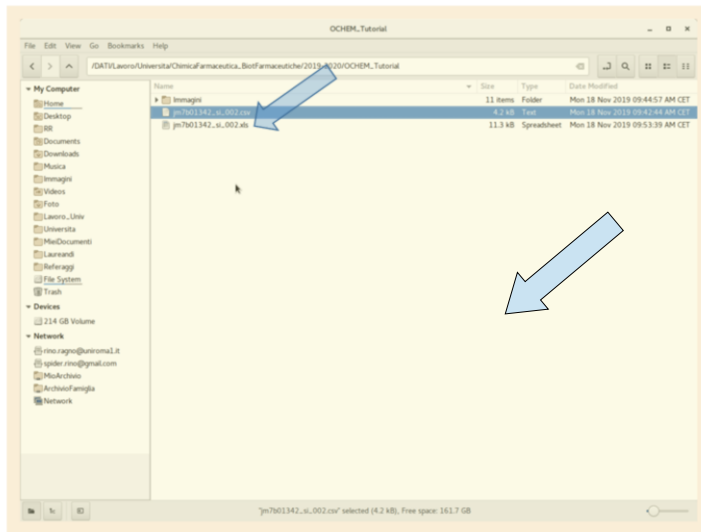 OCHEM_Tutorial
File Edit View Go Bookmarks Help
/DATI/Lavoro/Universita/ChimicaFarmaceutica_BiotFarmaceutiche/2019-2020/OCHEM_Tutorial
My Computer
Home
Desktop
RR
Documents
Downloads
Musica
Immagini
Videos
Foto
Lavoro_Univ
Universita
MieiDocumenti
Laureandi
Referaggi
File System
Trash
Devices
214 GB Volume
Network
rino.ragno@uniroma1.it
spider.rino@gmail.com
MioArchivio
ArchivioFamiglia
Network
Name Size Type Date Modified
Immagini 11 items Folder Mon 18 Nov 2019 09:44:57 AM CET
jm7b01342_si_002.csv 4.2 kB Text Mon 18 Nov 2019 09:42:44 AM CET
jm7b01342_si_002.xls 11.3 kB Spreadsheet Mon 18 Nov 2019 09:53:39 AM CET
"jm7b01342_si_002.csv" selected (4.2 kB), Free space: 161.7 GB